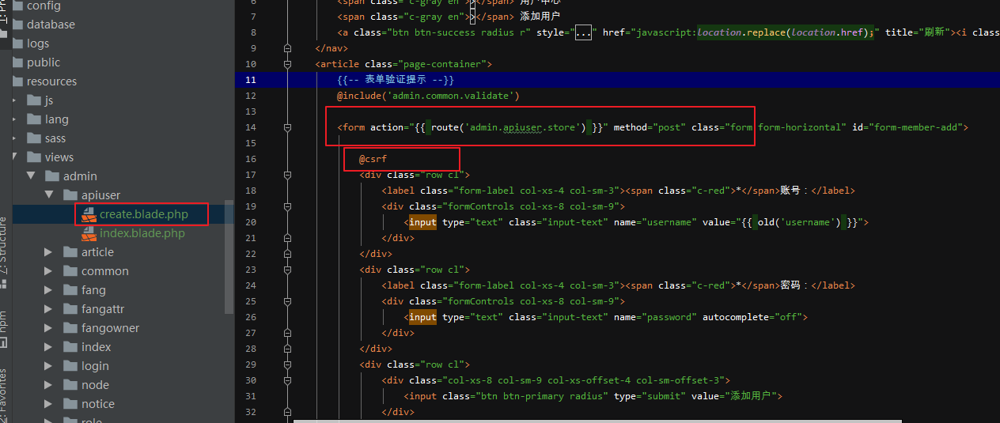 config
database
logs
public
resources
js
lang
sass
views
admin
apiuser
create.blade.php
index.blade.php
article
common
fang
fangattr
fangowner
index
login
node
notice
role
Z: Structure
npm
2: Favorites
6 <span class="c-gray en">></span> 用户中心
7 <span class="c-gray en">></span> 添加用户
8 <a class="btn btn-success radius r" style="..." href="javascript:location.replace(location.href);" title="刷新"><i class
9 </nav>
10 <article class="page-container">
11 {{-- 表单验证提示 --}}
12 @include('admin.common.validate')
13
14 <form action="{{ route('admin.apiuser.store') }}" method="post" class="form form-horizontal" id="form-member-add">
15
16 @csrf
17 <div class="row cl">
18 <label class="form-label col-xs-4 col-sm-3"><span class="c-red">*</span>账号：</label>
19 <div class="formControls col-xs-8 col-sm-9">
20 <input type="text" class="input-text" name="username" value="{{ old('username') }}">
21 </div>
22 </div>
23 <div class="row cl">
24 <label class="form-label col-xs-4 col-sm-3"><span class="c-red">*</span>密码：</label>
25 <div class="formControls col-xs-8 col-sm-9">
26 <input type="text" class="input-text" name="password" autocomplete="off">
27 </div>
28 </div>
29 <div class="row cl">
30 <div class="col-xs-8 col-sm-9 col-xs-offset-4 col-sm-offset-3">
31 <input class="btn btn-primary radius" type="submit" value="添加用户">
32 </div>